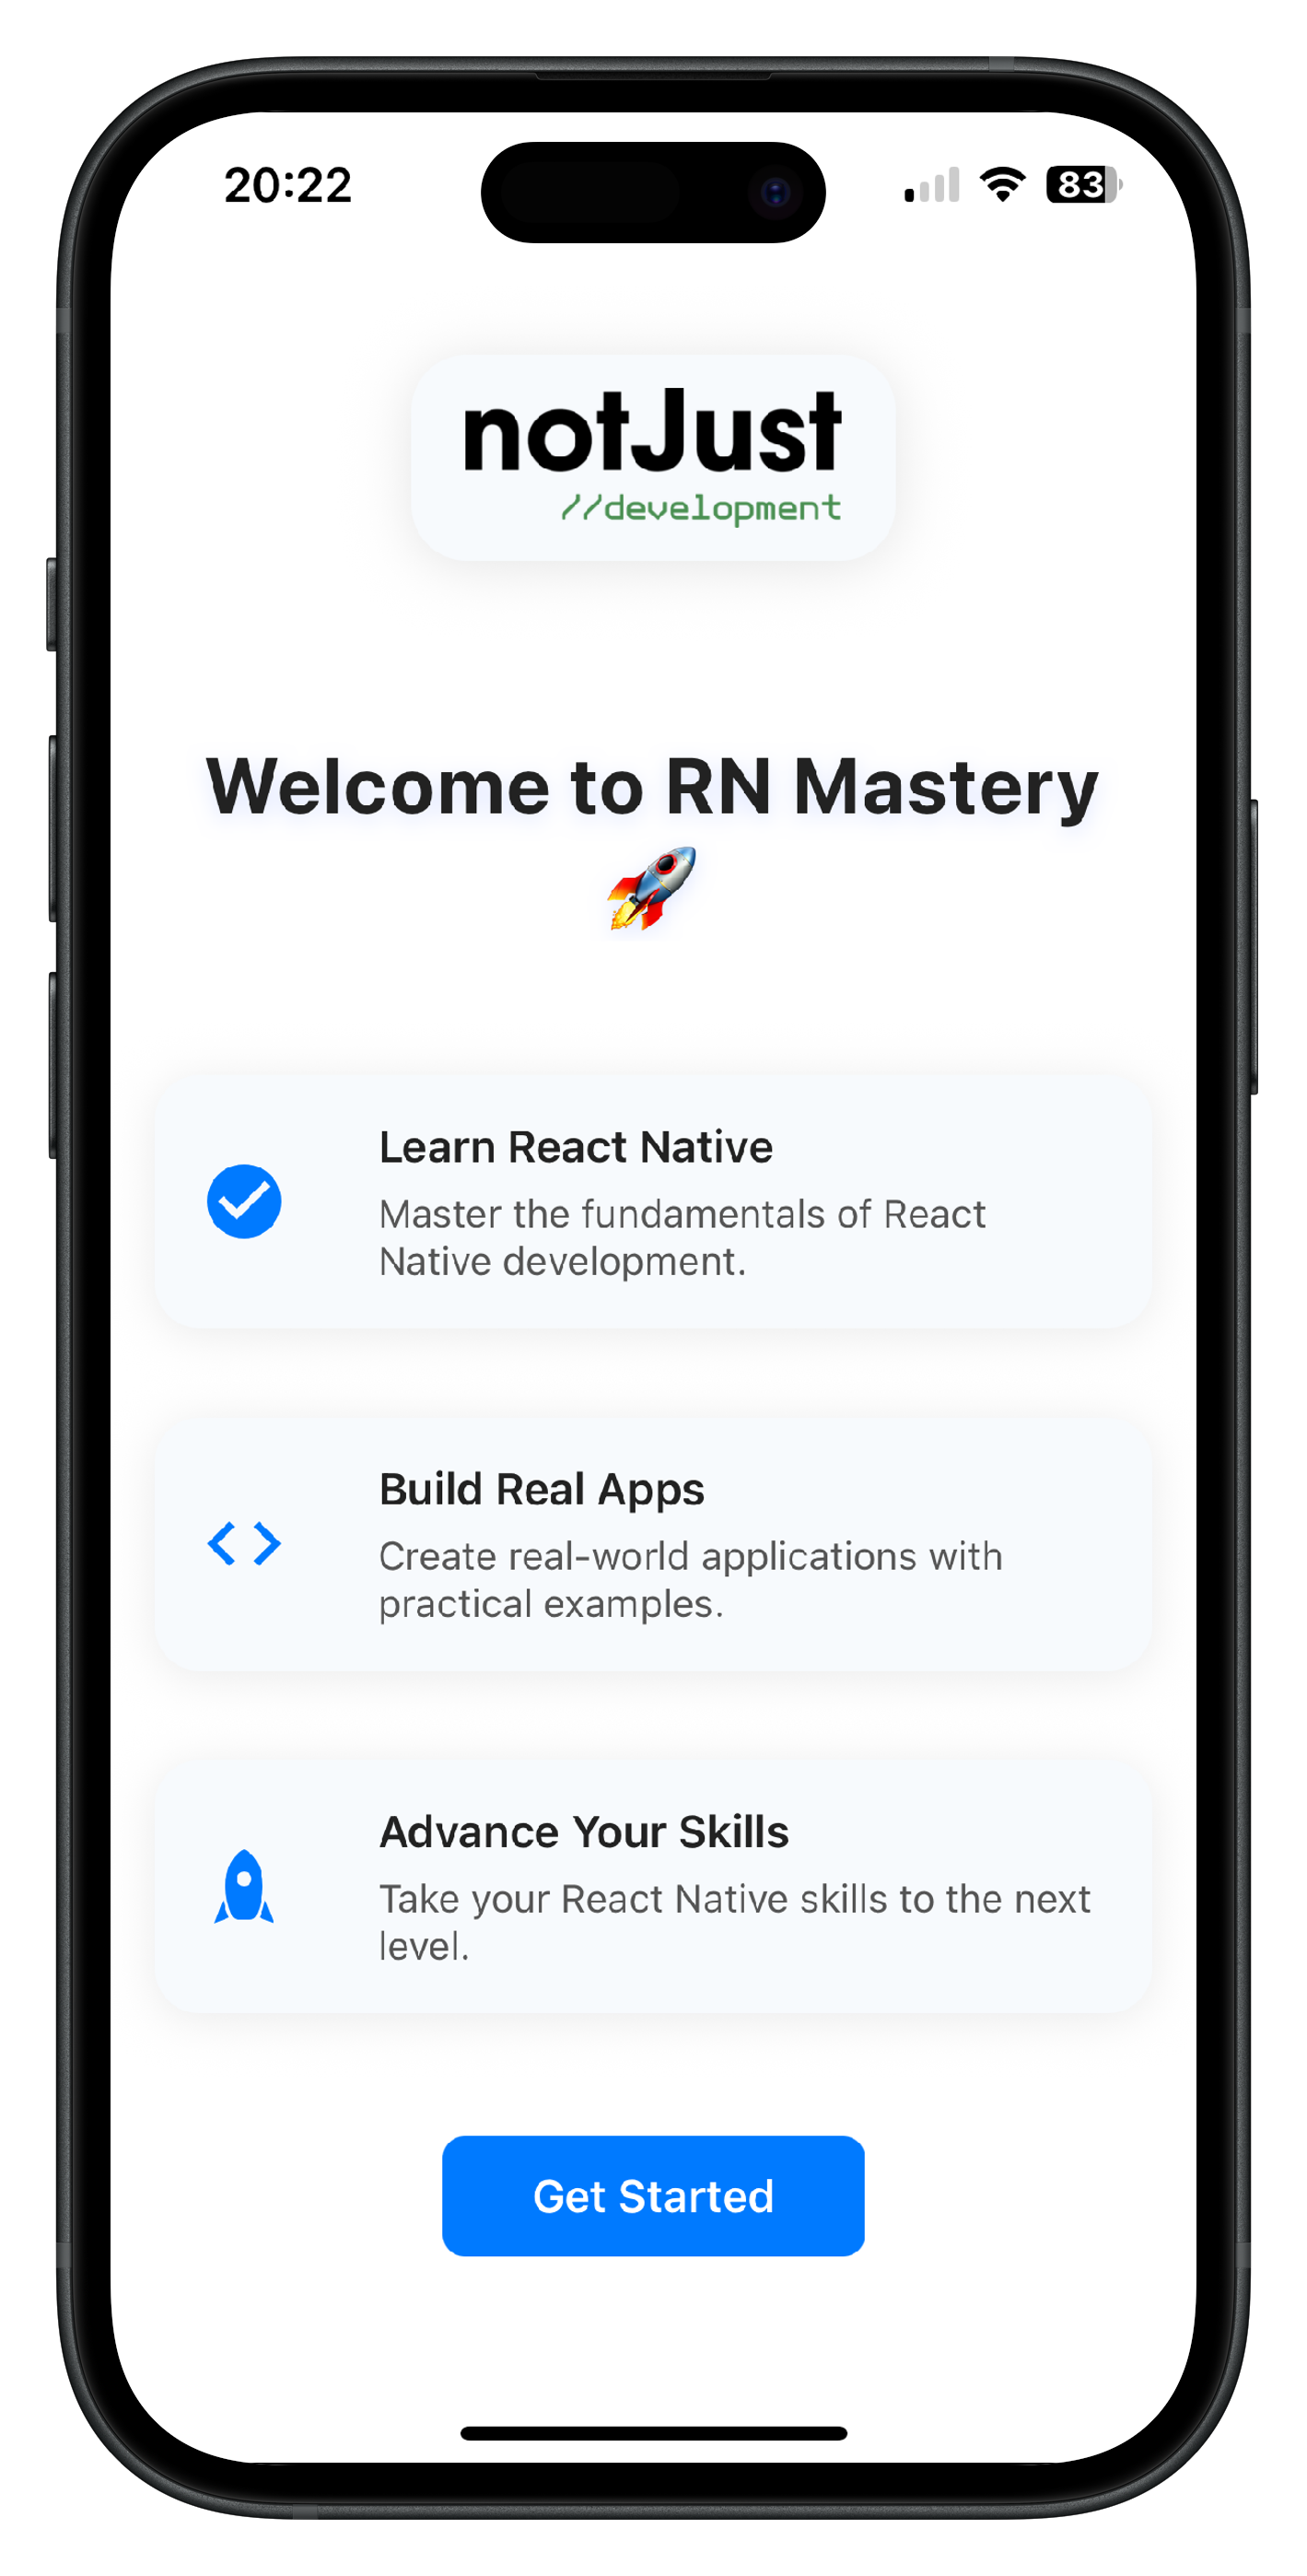 20:22
83
notJust
//development
Welcome to RN Mastery
🚀
Learn React Native
Master the fundamentals of React
Native development.
Build Real Apps
Create real-world applications with
practical examples.
Advance Your Skills
Take your React Native skills to the next
level.
Get Started